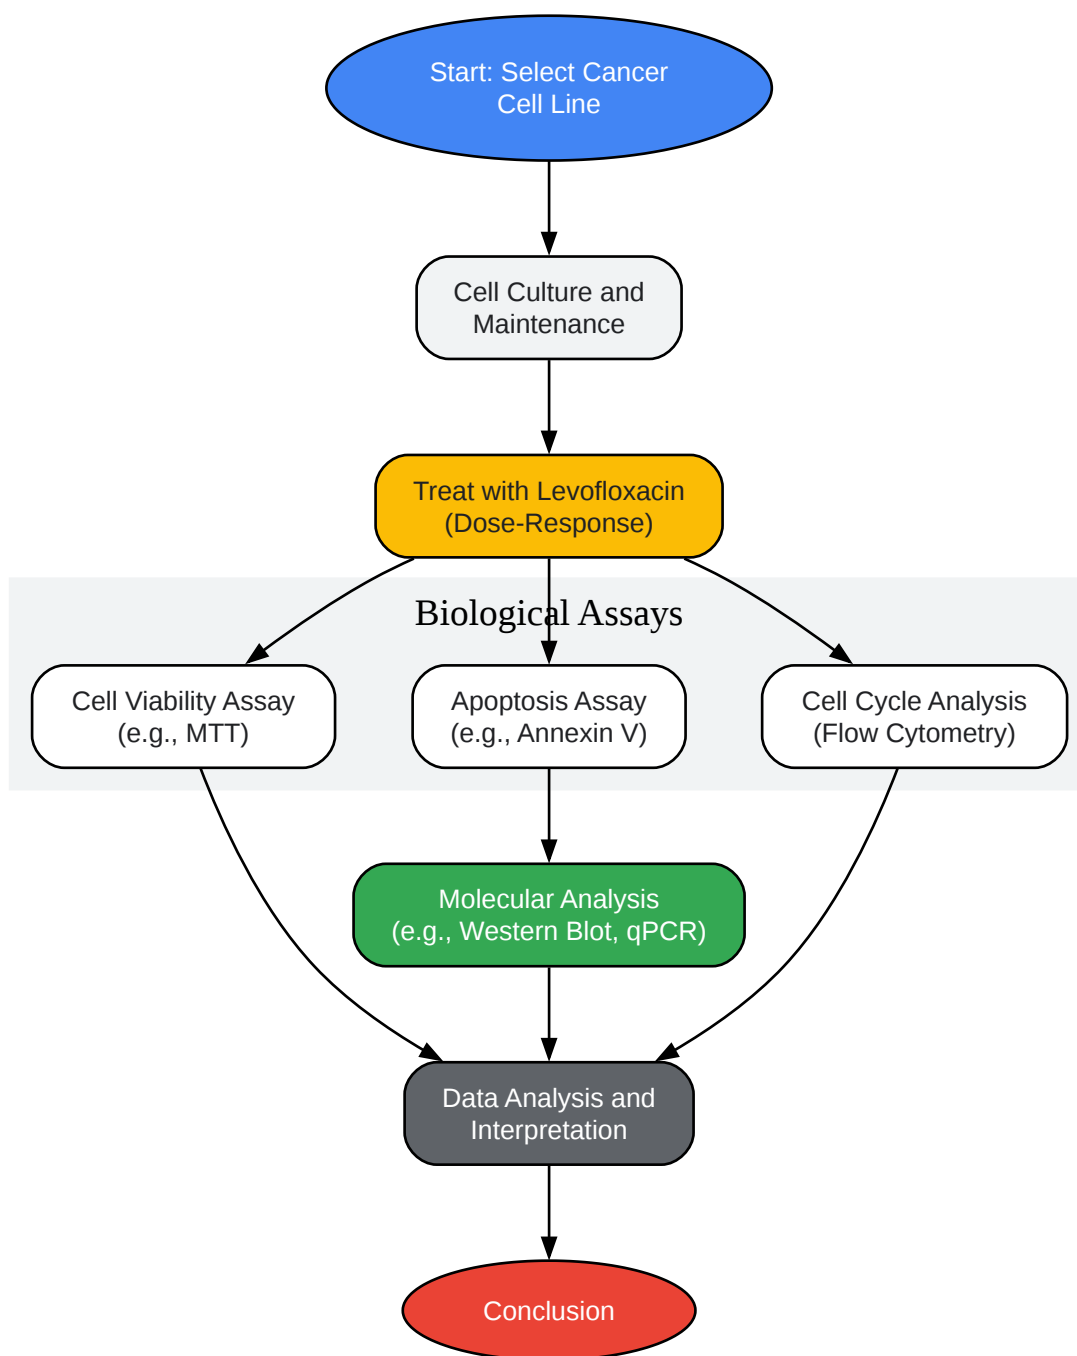 Start: Select Cancer
Cell Line
Cell Culture and
Maintenance
Treat with Levofloxacin
(Dose-Response)
Biological Assays
Cell Viability Assay
(e.g., MTT)
Apoptosis Assay
(e.g., Annexin V)
Cell Cycle Analysis
(Flow Cytometry)
Molecular Analysis
(e.g., Western Blot, qPCR)
Data Analysis and
Interpretation
Conclusion